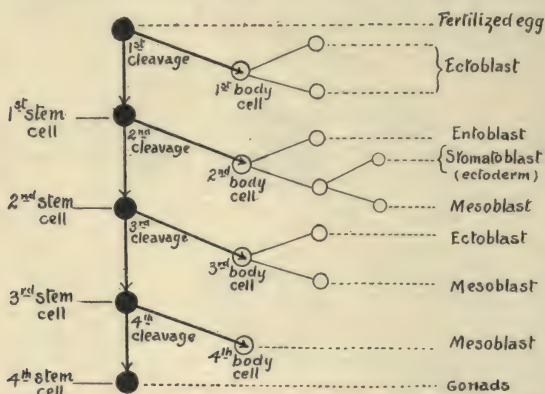 Fertilized egg
1st cleavage
Ectoblast
1st body
cell
1st stem
cell
2nd
cleavage
Entoblast
Stomatoblast
(ectoderm)
2nd body
cell
Mesoblast
2nd stem
cell
3rd
cleavage
Ectoblast
3rd body
cell
Mesoblast
3rd stem
cell
4th
cleavage
4th body
cell
Mesoblast
4th stem
cell
Gonads